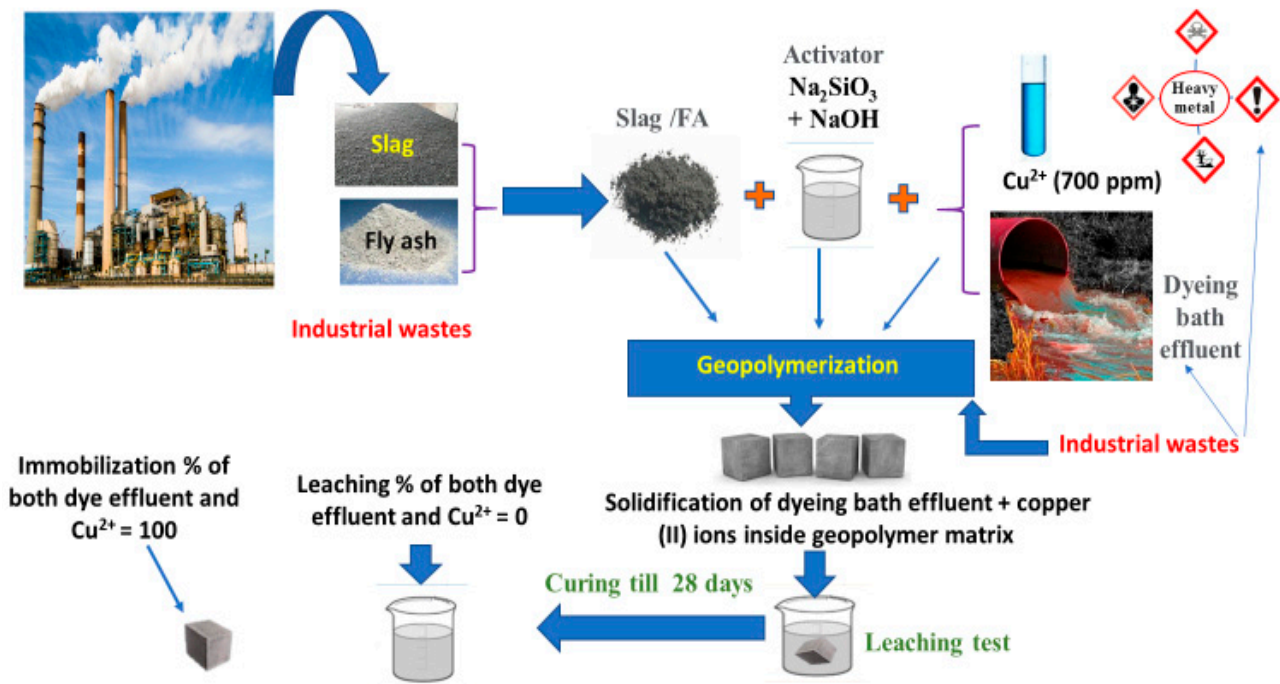 Slag
Fly ash
Industrial wastes
Slag /FA
Activator
Na₂SiO₃
+ NaOH
Cu²⁺ (700 ppm)
Heavy
metal
Dyeing
bath
effluent
Industrial wastes
Geopolymerization
Solidification of dyeing bath effluent + copper
(II) ions inside geopolymer matrix
Leaching test
Curing till 28 days
Leaching % of both dye
effluent and Cu²⁺ = 0
Immobilization % of
both dye effluent and
Cu²⁺ = 100